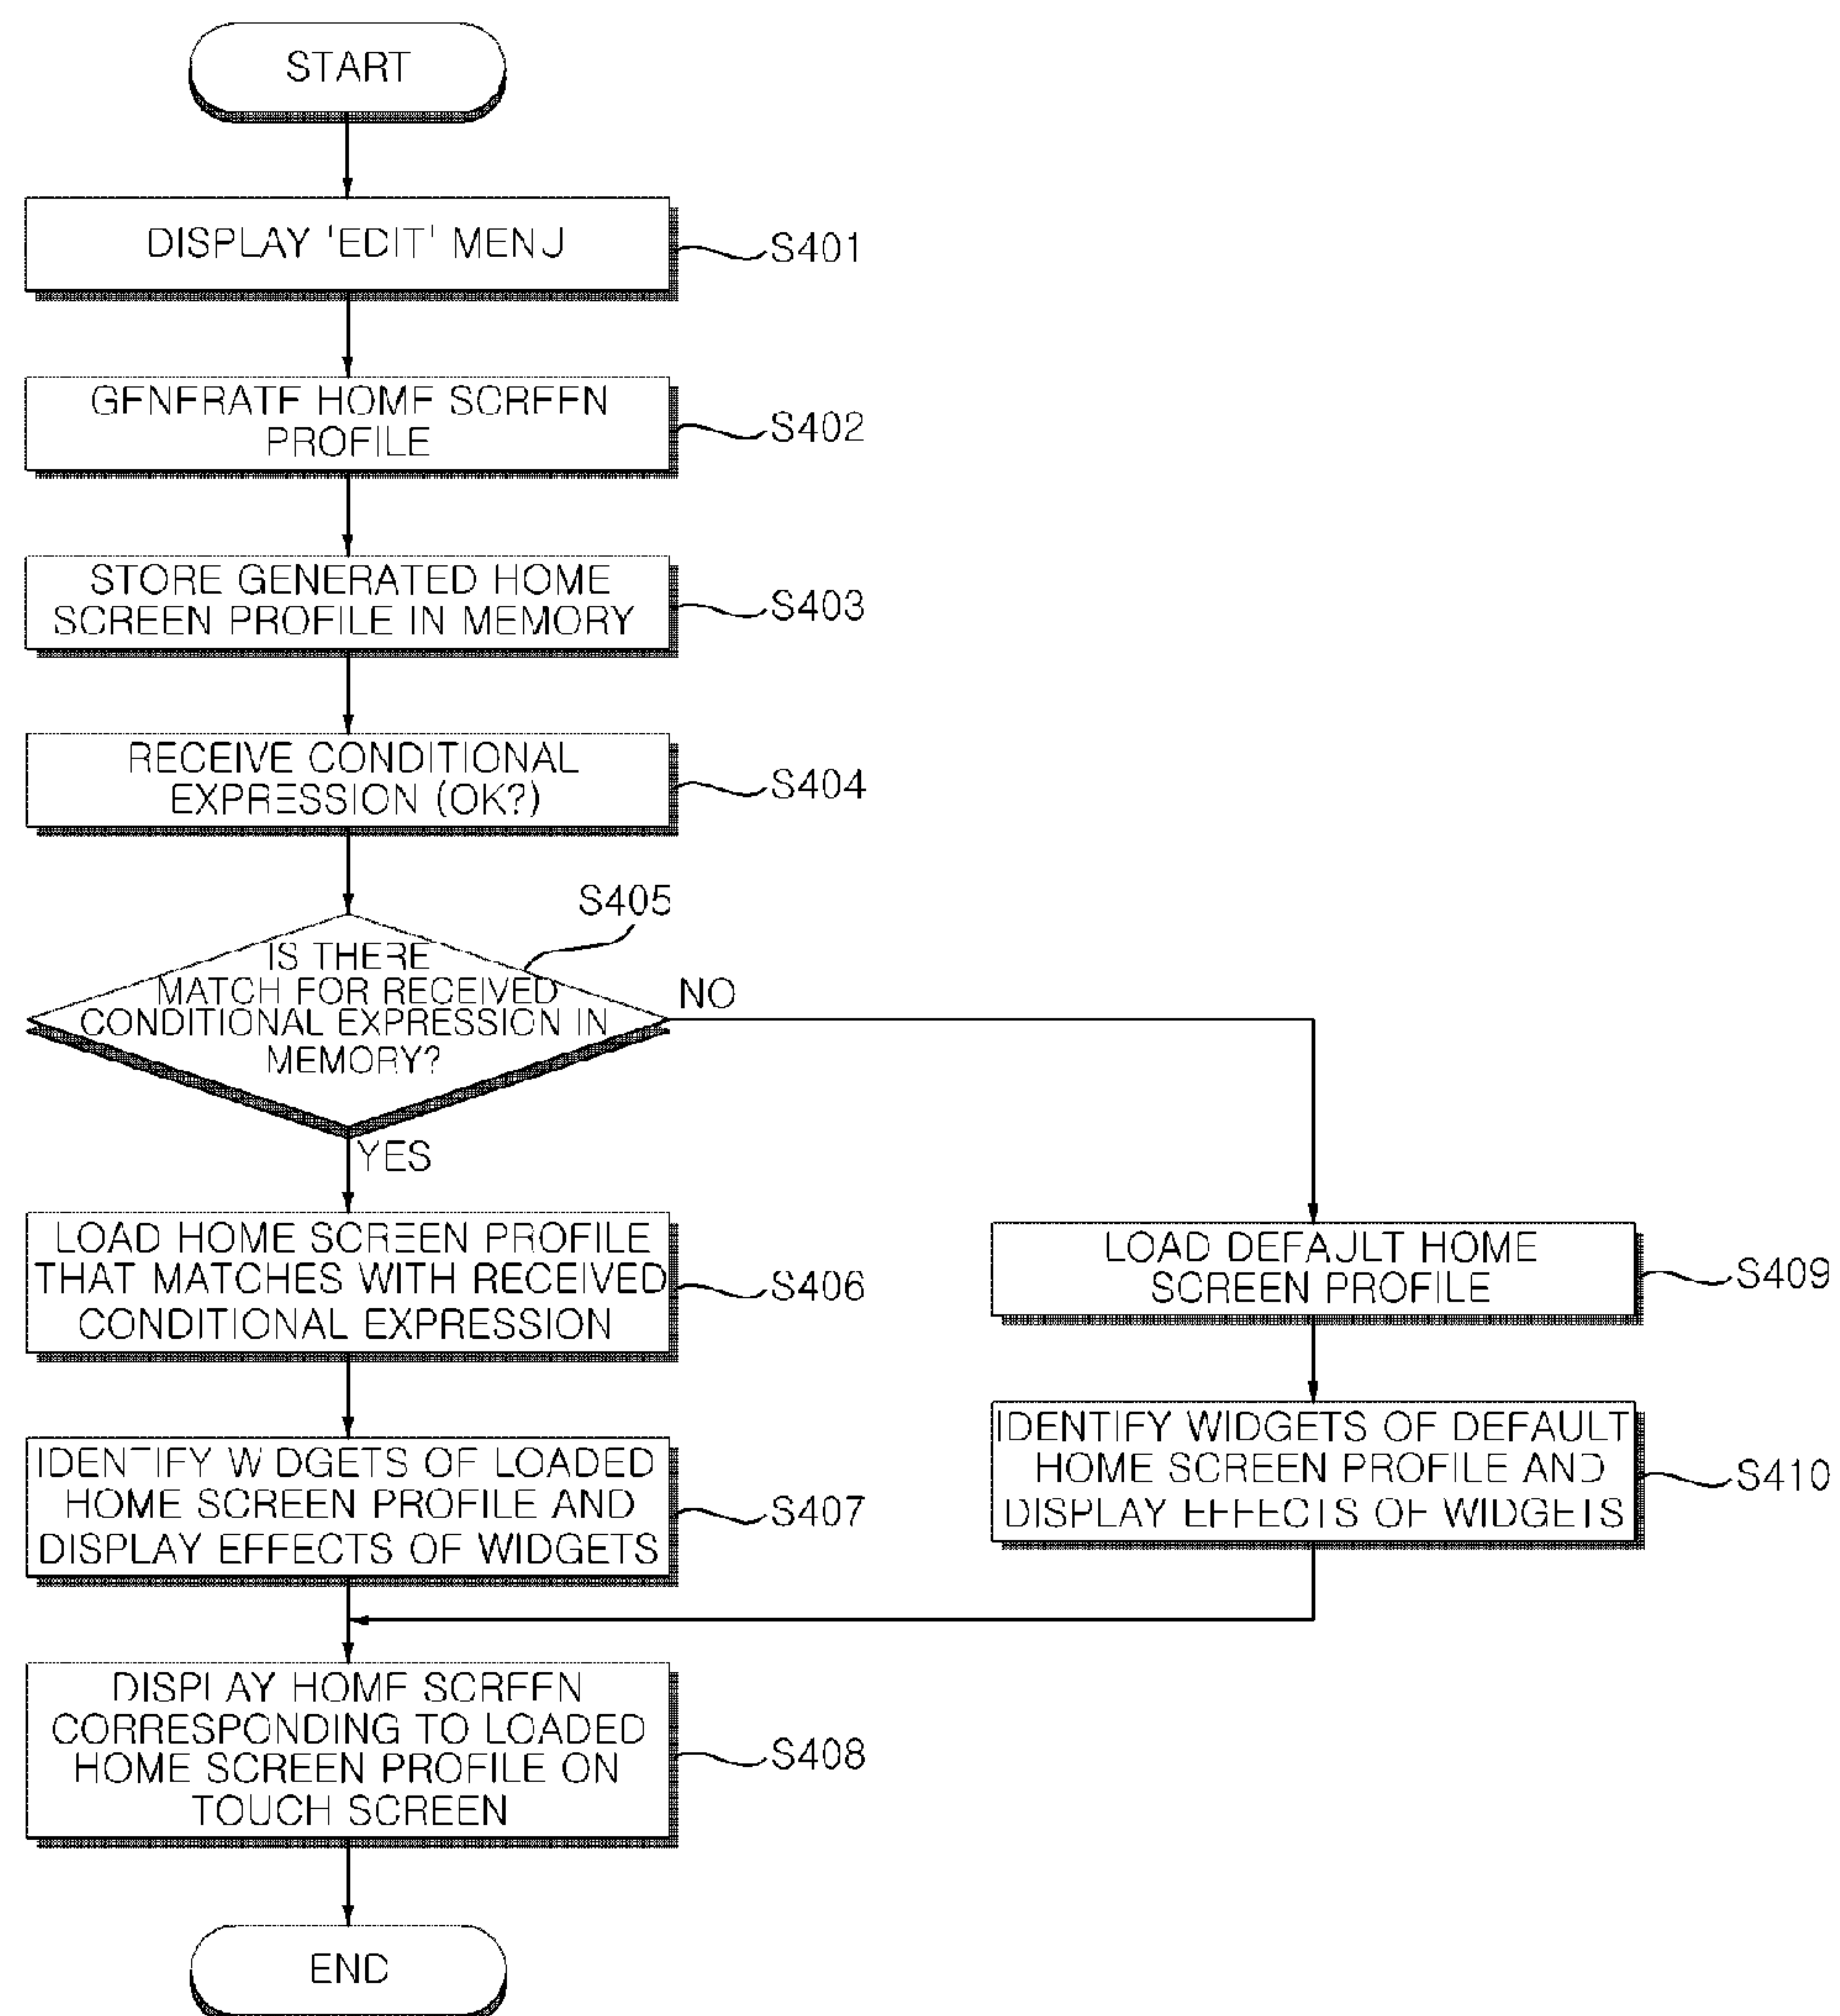 START
DISPLAY 'EDIT' MENU
S401
GENERATE HOME SCREEN
PROFILE
S402
STORE GENERATED HOME
SCREEN PROFILE IN MEMORY
S403
RECEIVE CONDITIONAL
EXPRESSION (OK?)
S404
S405
IS THERE
MATCH FOR RECEIVED
CONDITIONAL EXPRESSION IN
MEMORY?
NO
YES
LOAD HOME SCREEN PROFILE
THAT MATCHES WITH RECEIVED
CONDITIONAL EXPRESSION
S406
LOAD DEFAULT HOME
SCREEN PROFILE
S409
IDENTIFY WIDGETS OF LOADED
HOME SCREEN PROFILE AND
DISPLAY EFFECTS OF WIDGETS
S407
IDENTIFY WIDGETS OF DEFAULT
HOME SCREEN PROFILE AND
DISPLAY EFFECTS OF WIDGETS
S410
DISPLAY HOME SCREEN
CORRESPONDING TO LOADED
HOME SCREEN PROFILE ON
TOUCH SCREEN
S408
END